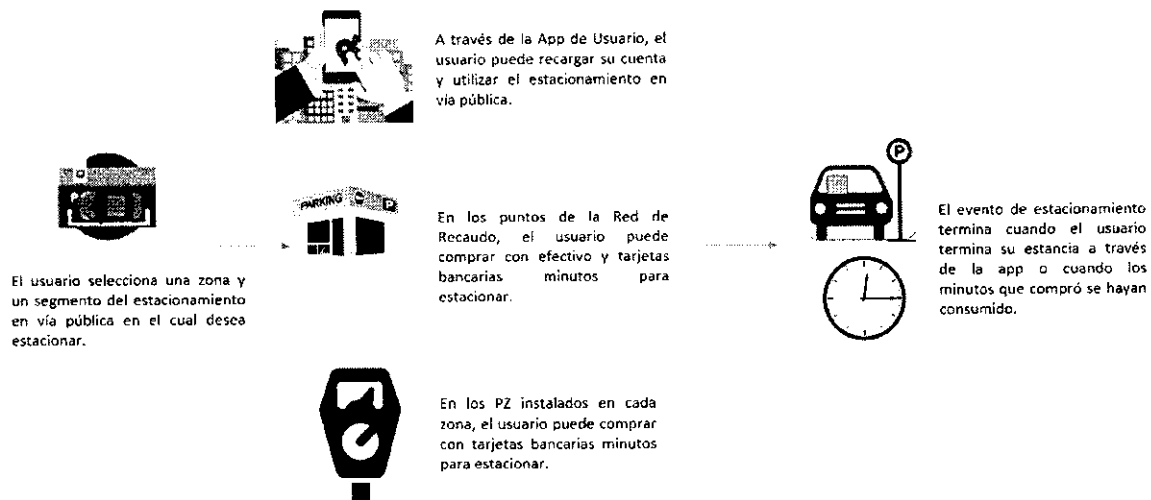 A través de la App de Usuario, el
usuario puede recargar su cuenta
y utilizar el estacionamiento en
vía pública.
El usuario selecciona una zona y
un segmento del estacionamiento
en vía pública en el cual desea
estacionar.
PARKING
P
En los puntos de la Red de
Recaudo, el usuario puede
comprar con efectivo y tarjetas
bancarias minutos para
estacionar.
En los PZ instalados en cada
zona, el usuario puede comprar
con tarjetas bancarias minutos
para estacionar.
P
El evento de estacionamiento
termina cuando el usuario
termina su estancia a través
de la app o cuando los
minutos que compró se hayan
consumido.